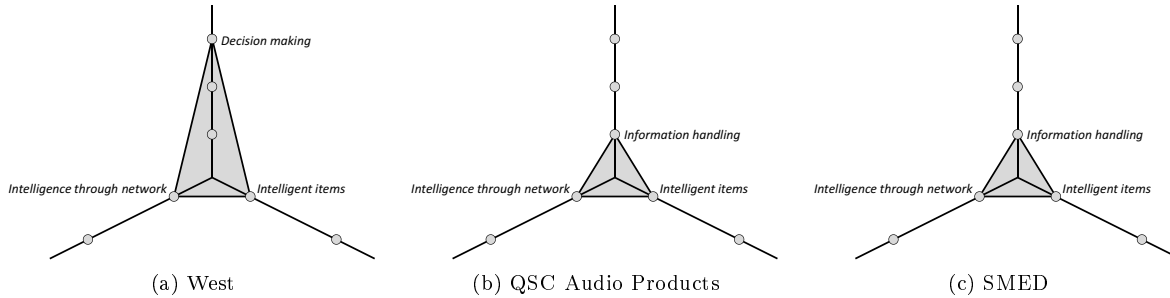 Decision making
Intelligence through network
Intelligent items
(a) West
Information handling
Intelligence through network
Intelligent items
(b) QSC Audio Products
Information handling
Intelligence through network
Intelligent items
(c) SMED